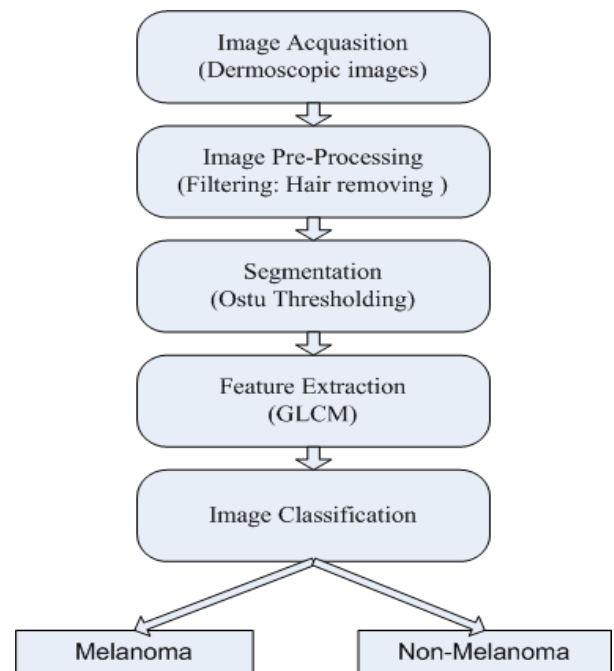 Image Acquasition
(Dermoscopic images)
Image Pre-Processing
(Filtering: Hair removing )
Segmentation
(Ostu Thresholding)
Feature Extraction
(GLCM)
Image Classification
Melanoma
Non-Melanoma